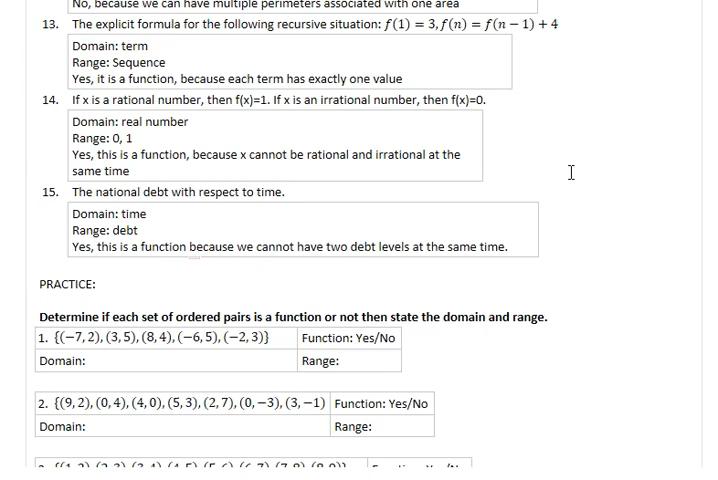 No, because we can have multiple perimeters associated with one area
13. The explicit formula for the following recursive situation: f(1) = 3, f(n) = f(n − 1) + 4
Domain: term
Range: Sequence
Yes, it is a function, because each term has exactly one value
14. If x is a rational number, then f(x)=1. If x is an irrational number, then f(x)=0.
Domain: real number
Range: 0, 1
Yes, this is a function, because x cannot be rational and irrational at the
same time
15. The national debt with respect to time.
Domain: time
Range: debt
Yes, this is a function because we cannot have two debt levels at the same time.
PRACTICE:
Determine if each set of ordered pairs is a function or not then state the domain and range.
1. {(−7, 2), (3, 5), (8, 4), (−6, 5), (−2, 3)} Function: Yes/No
Domain: Range:
2. {(9, 2), (0, 4), (4, 0), (5, 3), (2, 7), (0, −3), (3, −1) Function: Yes/No
Domain: Range: